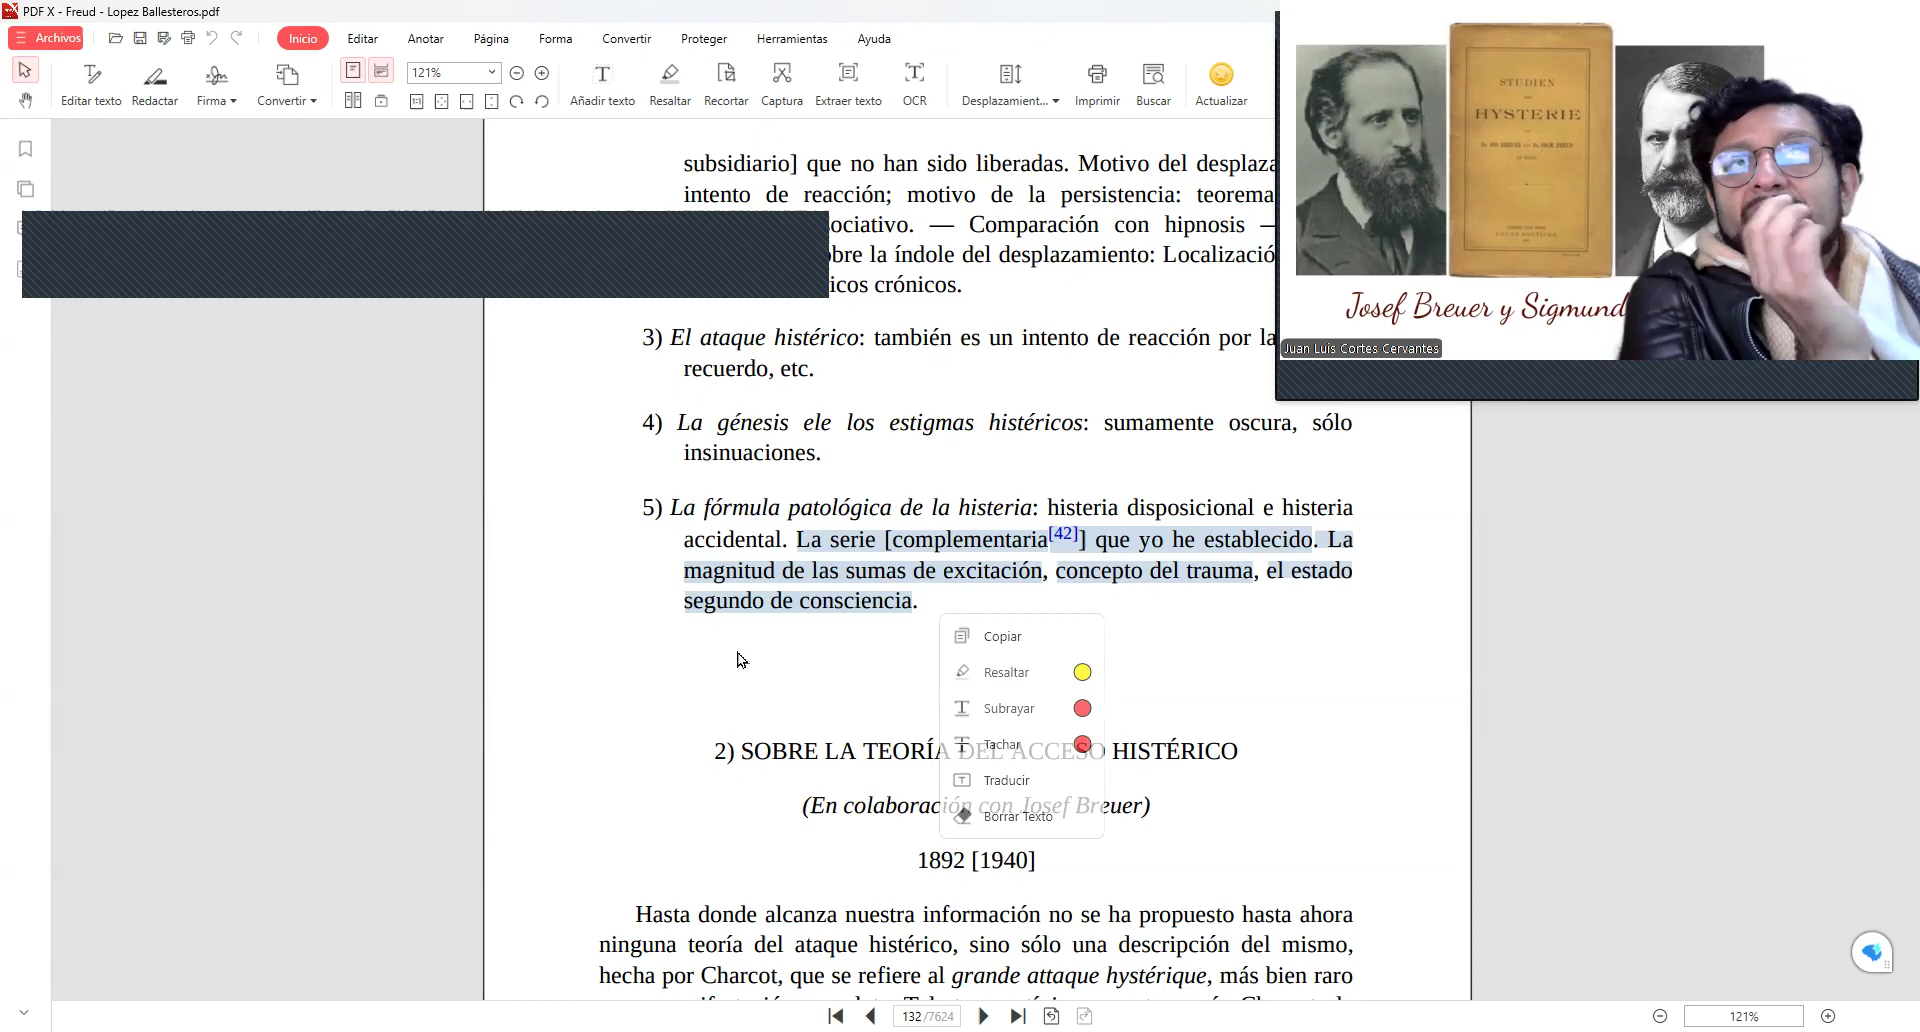 PDF X - Freud - Lopez Ballesteros.pdf
Archivos
Inicio
Editar
Anotar
Página
Forma
Convertir
Proteger
Herramientas
Ayuda
121%
Editar texto
Redactar
Firma
Convertir
Añadir texto
Resaltar
Recortar
Captura
Extraer texto
OCR
Desplazamient...
Imprimir
Buscar
Actualizar
subsidiario] que no han sido liberadas. Motivo del
intento de reacción; motivo de la persistencia: teorema
ociativo. — Comparación con hipnosis —
obre la índole del desplazamiento:
icos crónicos.
3) El ataque histérico: también es un intento de reacción por
recuerdo, etc.
4) La génesis ele los estigmas histéricos: sumamente oscura, sólo
insinuaciones.
5) La fórmula patológica de la histeria: histeria disposicional e histeria
accidental. La serie [complementaria[42]] que yo he establecido. La
magnitud de las sumas de excitación, concepto del trauma, el estado
segundo de consciencia.
Copiar
Resaltar
Subrayar
Tachar
Traducir
Borrar Texto
2) SOBRE LA TEORÍA DEL ACCESO HISTÉRICO
(En colaboración con Josef Breuer)
1892 [1940]
Hasta donde alcanza nuestra información no se ha propuesto hasta ahora
ninguna teoría del ataque histérico, sino sólo una descripción del mismo,
hecha por Charcot, que se refiere al grande attaque hystérique, más bien raro
STUDIEN
HYSTERIE
Josef Breuer y Sigmund
Juan Luis Cortes Cervantes
132 /7624
121%